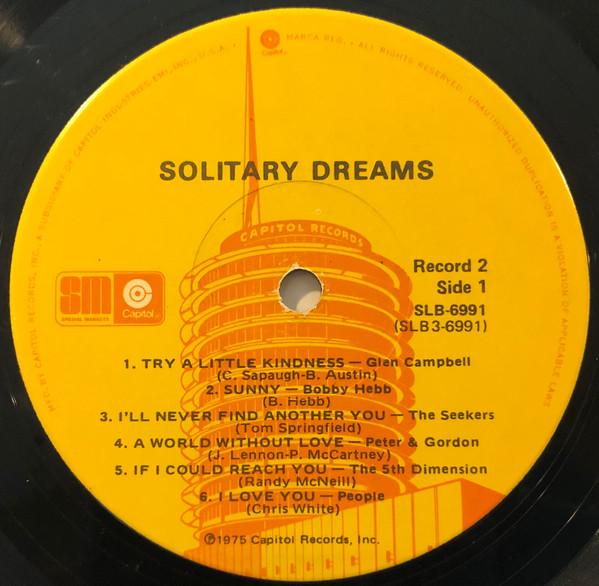 MARCA REG. • ALL RIGHTS RESERVED. UNAUTHORIZED DUPLICATION IS A VIOLATION OF APPLICABLE LAWS
MFD. BY CAPITOL RECORDS, INC., A SUBSIDIARY OF CAPITOL INDUSTRIES-EMI, INC., U.S.A. •
Capitol
SOLITARY DREAMS
CAPITOL RECORDS
Record 2
Side 1
SLB-6991
(SLB3-6991)
sm
SPECIAL MARKETS
Capitol
1. TRY A LITTLE KINDNESS — Glen Campbell
(C. Sapaugh-B. Austin)
2. SUNNY — Bobby Hebb
(B. Hebb)
3. I'LL NEVER FIND ANOTHER YOU — The Seekers
(Tom Springfield)
4. A WORLD WITHOUT LOVE — Peter & Gordon
(J. Lennon-P. McCartney)
5. IF I COULD REACH YOU — The 5th Dimension
(Randy McNeill)
6. I LOVE YOU — People
(Chris White)
℗1975 Capitol Records, Inc.